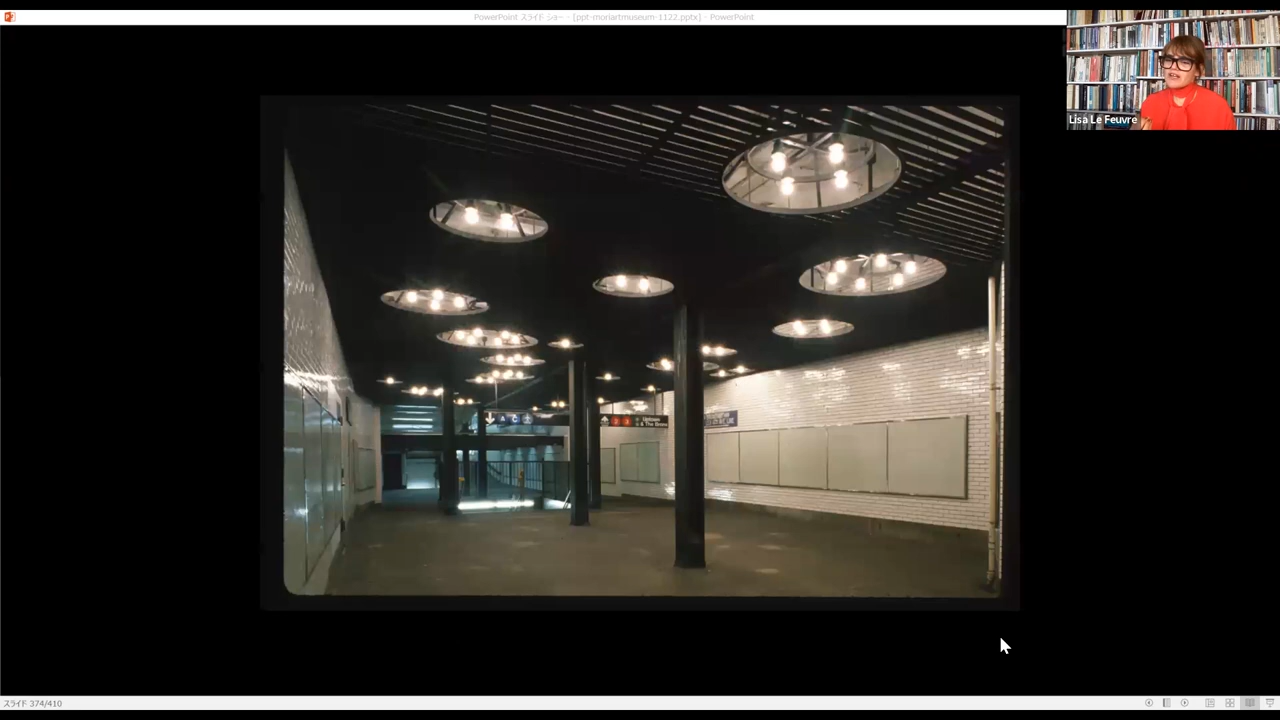 PowerPoint スライド ショー - [ppt-moriartmuseum-1122.pptx] - PowerPoint
Lisa Le Feuvre
A C
Uptown
& The Bronx
スライド 374/410